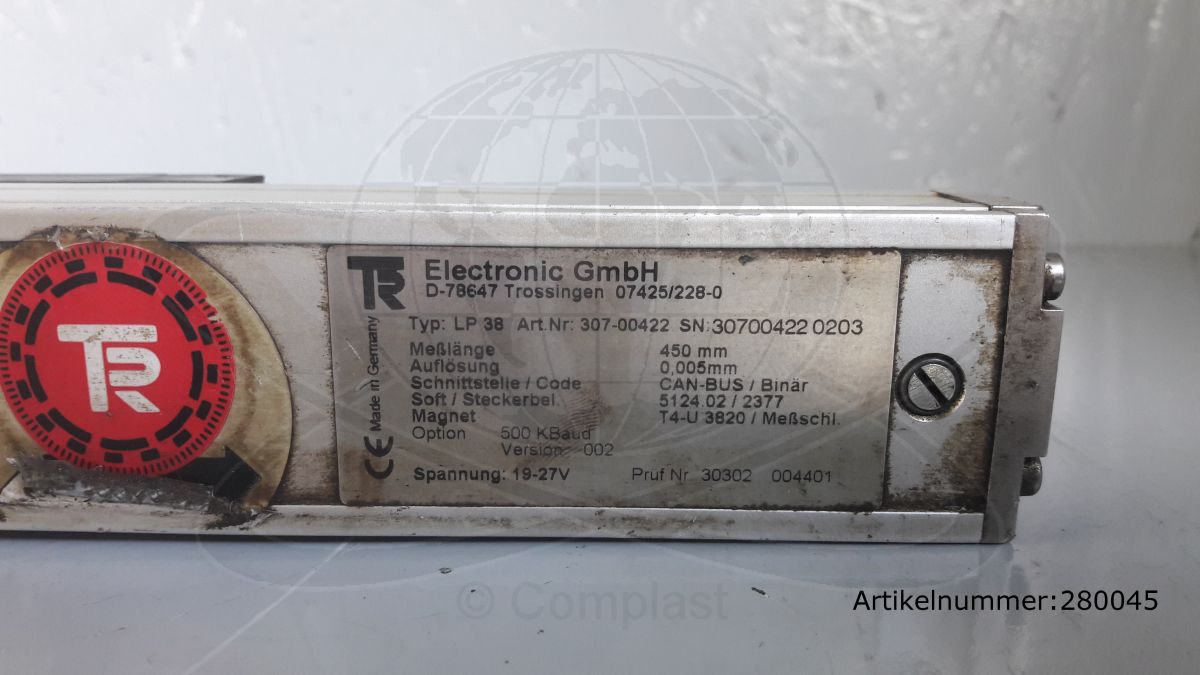 TR Electronic GmbH
D-78647 Trossingen 07425/228-0
Typ: LP 38 Art.Nr: 307-00422 SN:30700422 0203
Meßlänge 450 mm
Auflösung 0,005mm
Schnittstelle / Code CAN-BUS / Binär
Soft / Steckerbel. 5124.02 / 2377
Magnet T4-U 3820 / Meßschl.
Option 500 KBaud
Version 002
Spannung: 19-27V Pruf Nr 30302 004401
Made in Germany
CE
TR
© Complast
Artikelnummer:280045